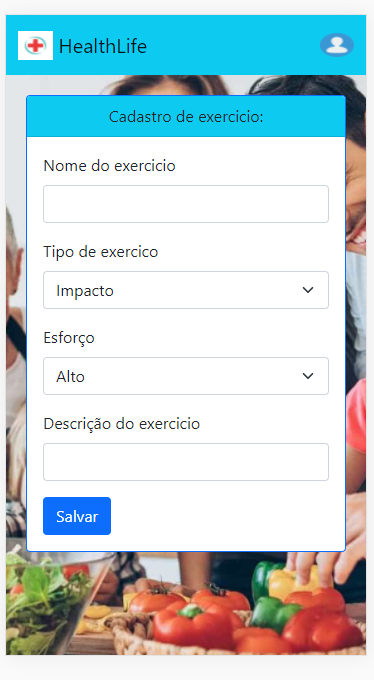 HealthLife
Cadastro de exercicio:
Nome do exercicio
Tipo de exercico
Impacto
Esforço
Alto
Descrição do exercicio
Salvar